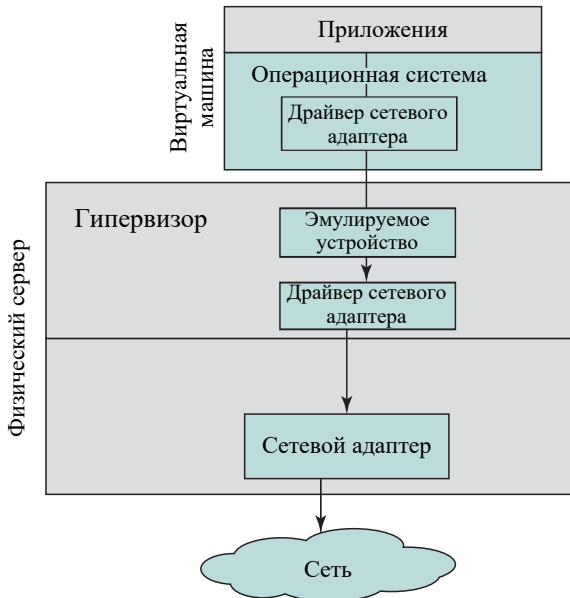 Виртуальная
машина
Приложения
Операционная система
Драйвер сетевого
адаптера
Физический сервер
Гипервизор
Эмулируемое
устройство
Драйвер сетевого
адаптера
Сетевой адаптер
Сеть